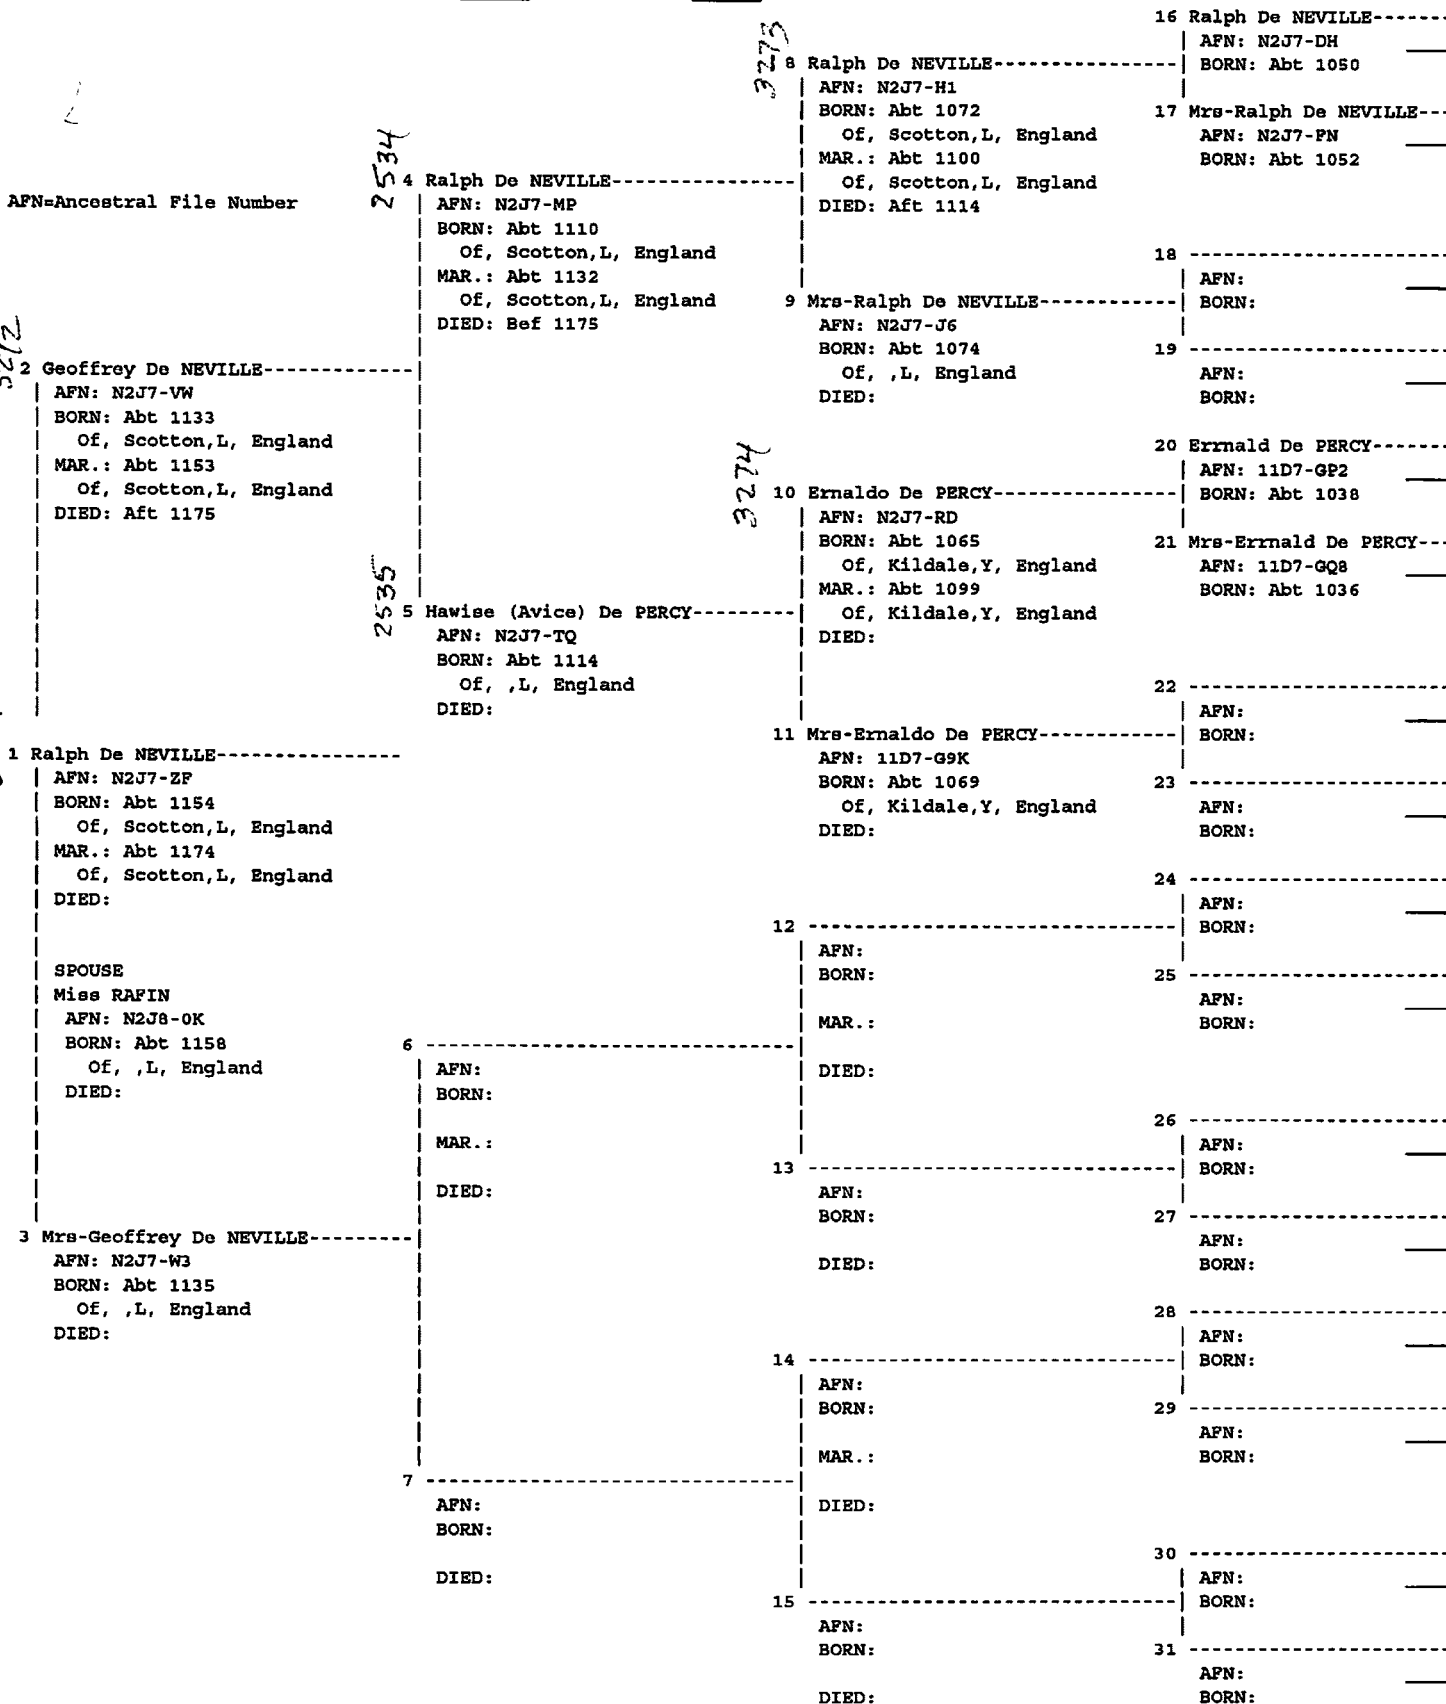 AFN=Ancestral File Number
3212
2 Geoffrey De NEVILLE-------------
AFN: N2J7-VW
BORN: Abt 1133
Of, Scotton,L, England
MAR.: Abt 1153
Of, Scotton,L, England
DIED: Aft 1175
1 Ralph De NEVILLE----------------
AFN: N2J7-ZF
BORN: Abt 1154
Of, Scotton,L, England
MAR.: Abt 1174
Of, Scotton,L, England
DIED:
SPOUSE
Miss RAFIN
AFN: N2J8-0K
BORN: Abt 1158
Of, ,L, England
DIED:
3 Mrs-Geoffrey De NEVILLE---------
AFN: N2J7-W3
BORN: Abt 1135
Of, ,L, England
DIED:
2534
4 Ralph De NEVILLE----------------
AFN: N2J7-MP
BORN: Abt 1110
Of, Scotton,L, England
MAR.: Abt 1132
Of, Scotton,L, England
DIED: Bef 1175
2535
5 Hawise (Avice) De PERCY---------
AFN: N2J7-TQ
BORN: Abt 1114
Of, ,L, England
DIED:
6 --------------------------------
AFN:
BORN:
MAR.:
DIED:
7 --------------------------------
AFN:
BORN:
DIED:
3273
8 Ralph De NEVILLE----------------
AFN: N2J7-H1
BORN: Abt 1072
Of, Scotton,L, England
MAR.: Abt 1100
Of, Scotton,L, England
DIED: Aft 1114
9 Mrs-Ralph De NEVILLE------------
AFN: N2J7-J6
BORN: Abt 1074
Of, ,L, England
DIED:
3274
10 Ernaldo De PERCY----------------
AFN: N2J7-RD
BORN: Abt 1065
Of, Kildale,Y, England
MAR.: Abt 1099
Of, Kildale,Y, England
DIED:
11 Mrs-Ernaldo De PERCY------------
AFN: 11D7-G9K
BORN: Abt 1069
Of, Kildale,Y, England
DIED:
12 --------------------------------
AFN:
BORN:
MAR.:
DIED:
13 --------------------------------
AFN:
BORN:
DIED:
14 --------------------------------
AFN:
BORN:
MAR.:
DIED:
15 --------------------------------
AFN:
BORN:
DIED:
16 Ralph De NEVILLE-------
AFN: N2J7-DH
BORN: Abt 1050
17 Mrs-Ralph De NEVILLE---
AFN: N2J7-PN
BORN: Abt 1052
18 -----------------------
AFN:
BORN:
19 -----------------------
AFN:
BORN:
20 Errnald De PERCY-------
AFN: 11D7-GP2
BORN: Abt 1038
21 Mrs-Errnald De PERCY---
AFN: 11D7-GQ8
BORN: Abt 1036
22 -----------------------
AFN:
BORN:
23 -----------------------
AFN:
BORN:
24 -----------------------
AFN:
BORN:
25 -----------------------
AFN:
BORN:
26 -----------------------
AFN:
BORN:
27 -----------------------
AFN:
BORN:
28 -----------------------
AFN:
BORN:
29 -----------------------
AFN:
BORN:
30 -----------------------
AFN:
BORN:
31 -----------------------
AFN:
BORN: